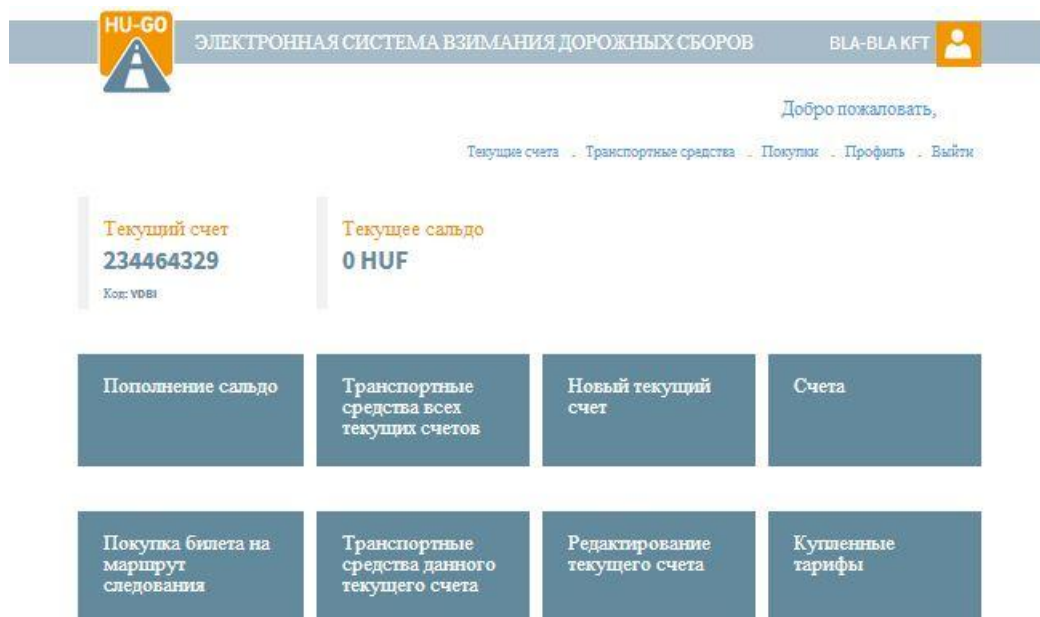 HU-GO
ЭЛЕКТРОННАЯ СИСТЕМА ВЗИМАНИЯ ДОРОЖНЫХ СБОРОВ
BLA-BLA KFT
Добро пожаловать,
Текущие счета . Транспортные средства . Покупки . Профиль . Выйти
Текущий счет
234464329
Код: VDBI
Текущее сальдо
0 HUF
Пополнение сальдо
Транспортные
средства всех
текущих счетов
Новый текущий
счет
Счета
Покупка билета на
маршрут
следования
Транспортные
средства данного
текущего счета
Редактирование
текущего счета
Купленные
тарифы